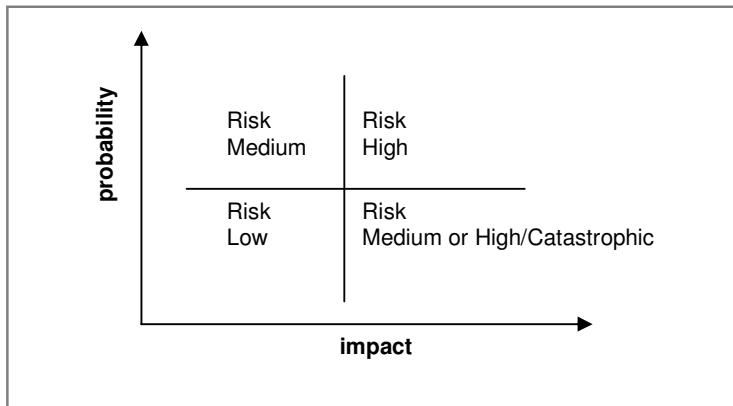 probability
Risk
Medium
Risk
High
Risk
Low
Risk
Medium or High/Catastrophic
impact